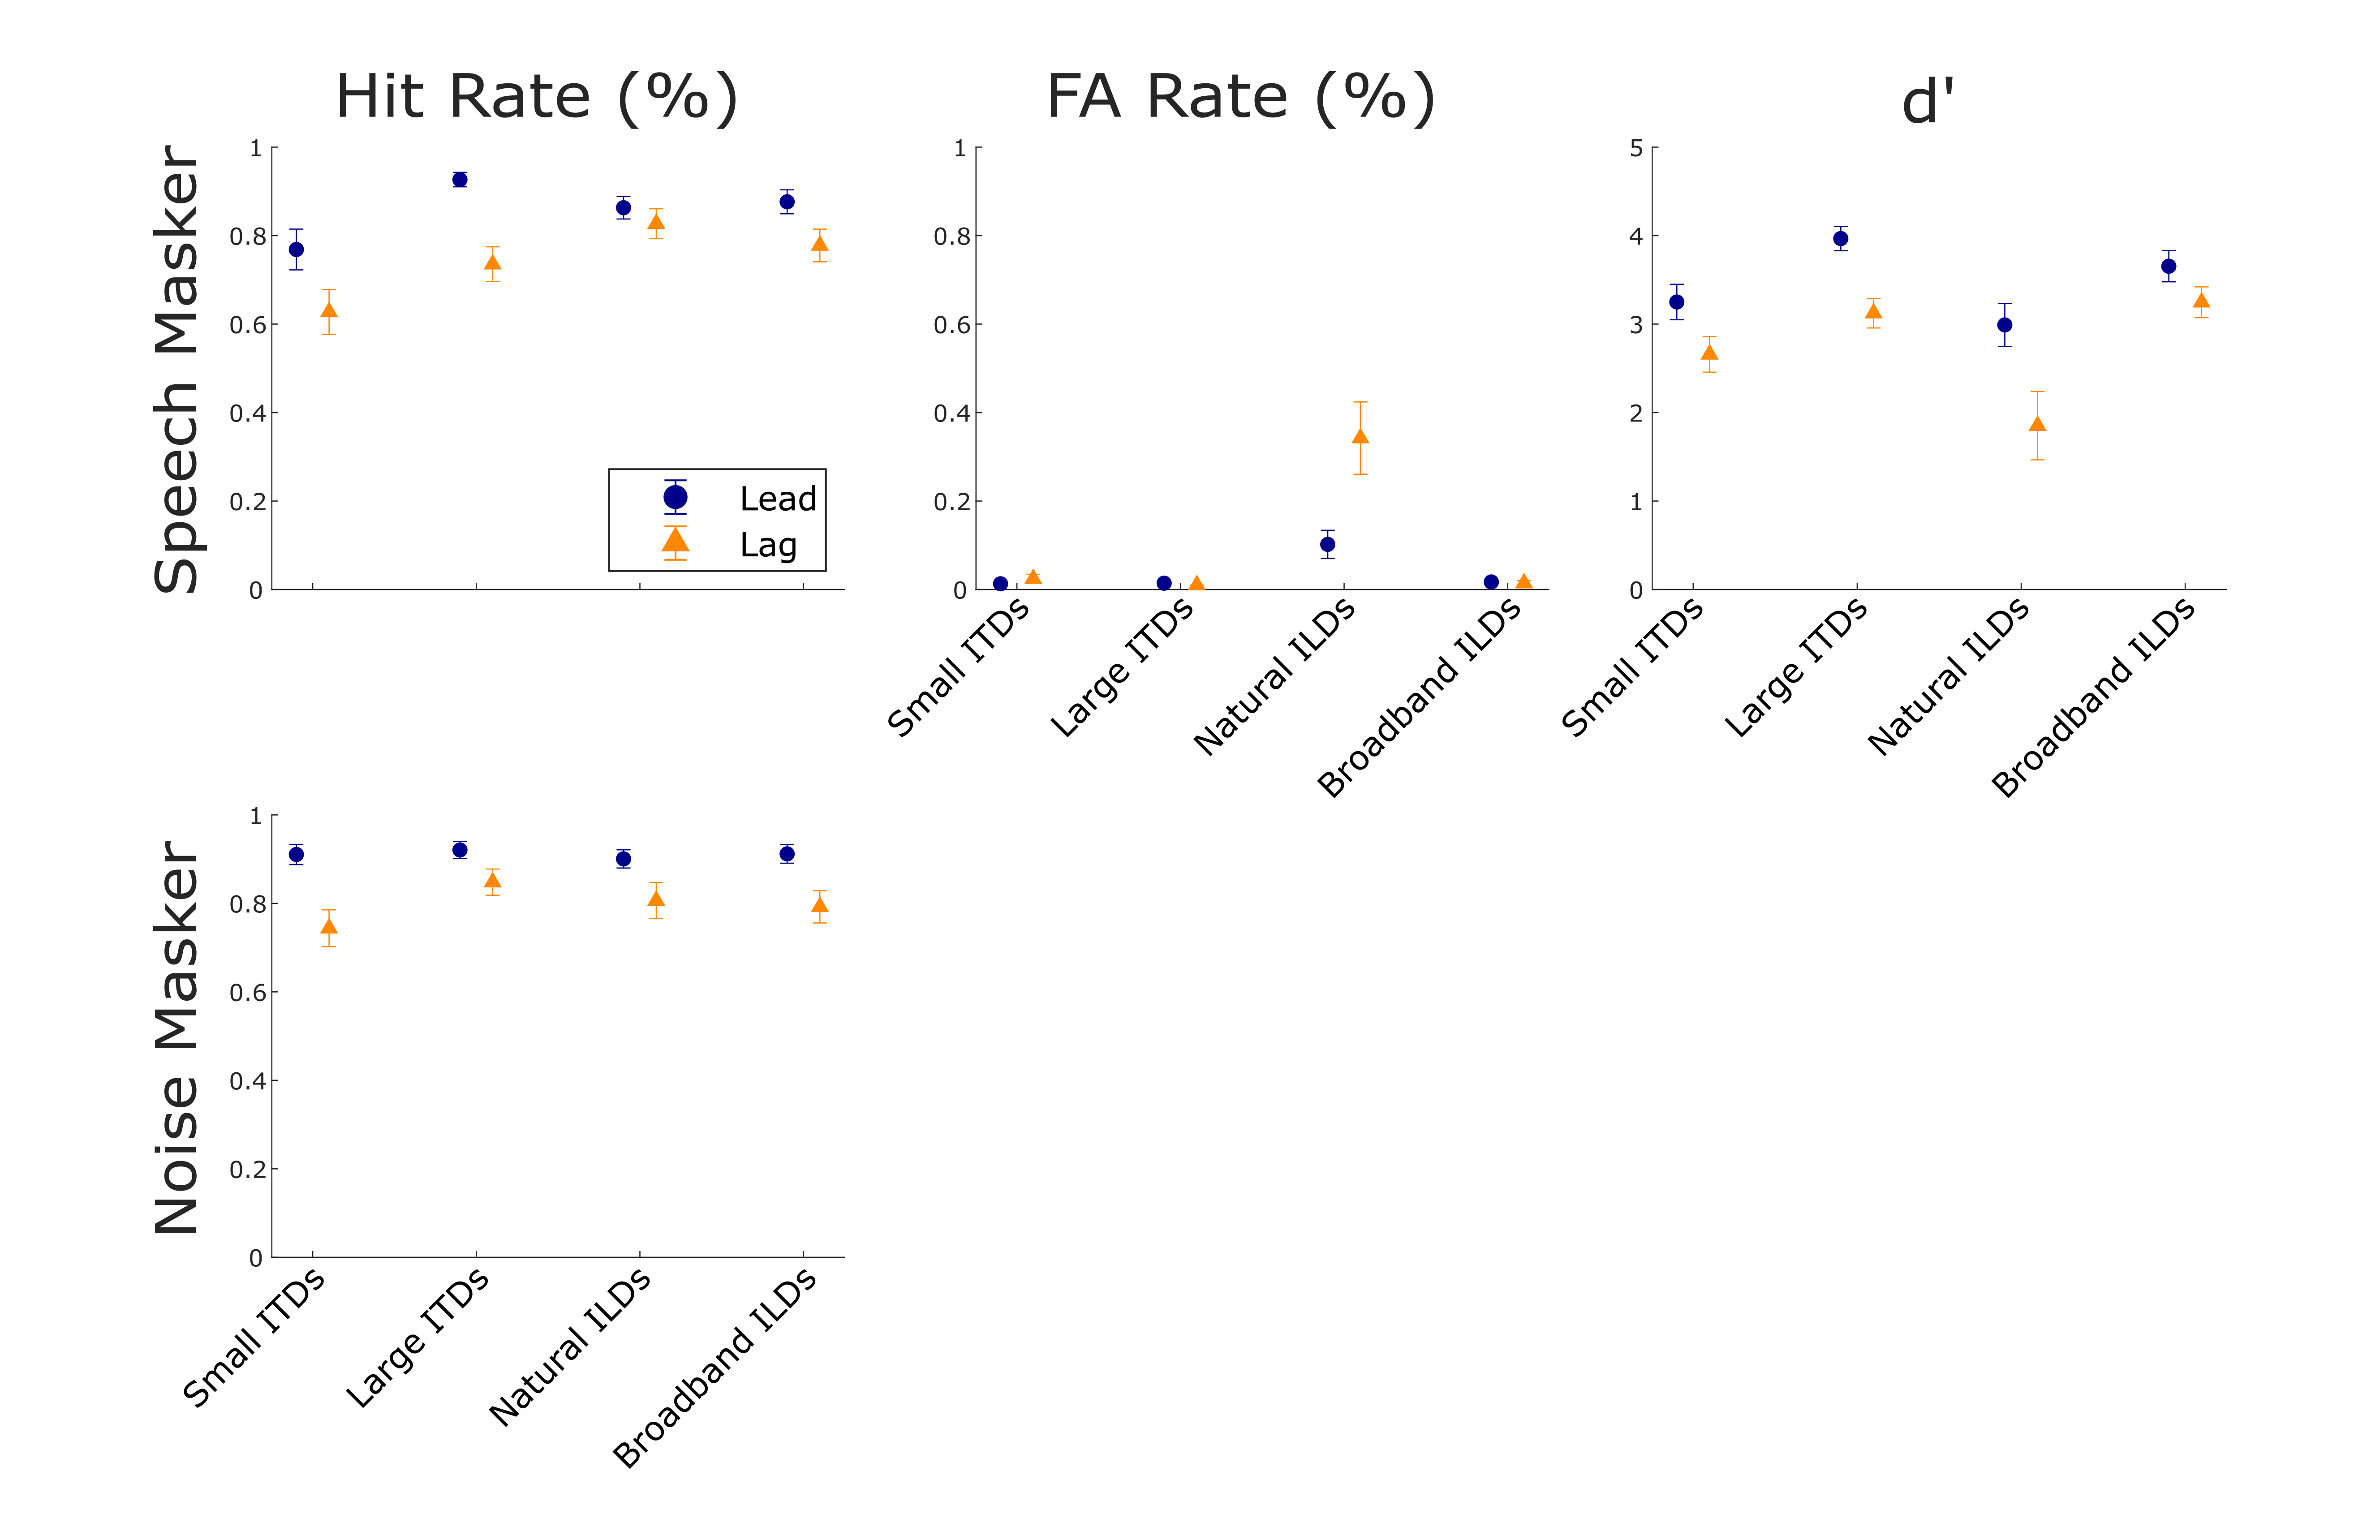 Hit Rate (%)
FA Rate (%)
d'
Speech Masker
1
0.8
0.6
0.4
0.2
0
Lead
Lag
1
0.8
0.6
0.4
0.2
0
Small ITDs
Large ITDs
Natural ILDs
Broadband ILDs
5
4
3
2
1
0
Small ITDs
Large ITDs
Natural ILDs
Broadband ILDs
Noise Masker
1
0.8
0.6
0.4
0.2
0
Small ITDs
Large ITDs
Natural ILDs
Broadband ILDs